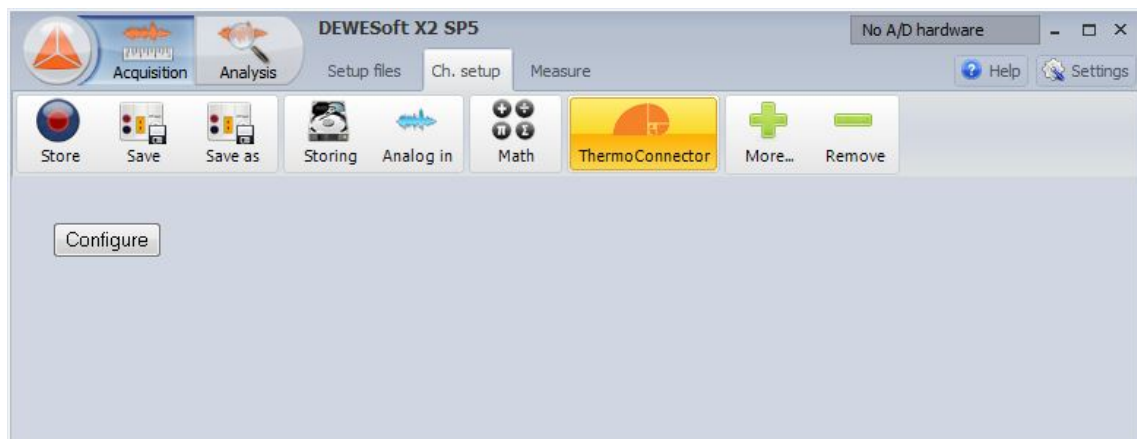 DEWESoft X2 SP5
No A/D hardware
Acquisition Analysis Setup files Ch. setup Measure Help Settings
Store Save Save as Storing Analog in Math ThermoConnector More... Remove
Configure